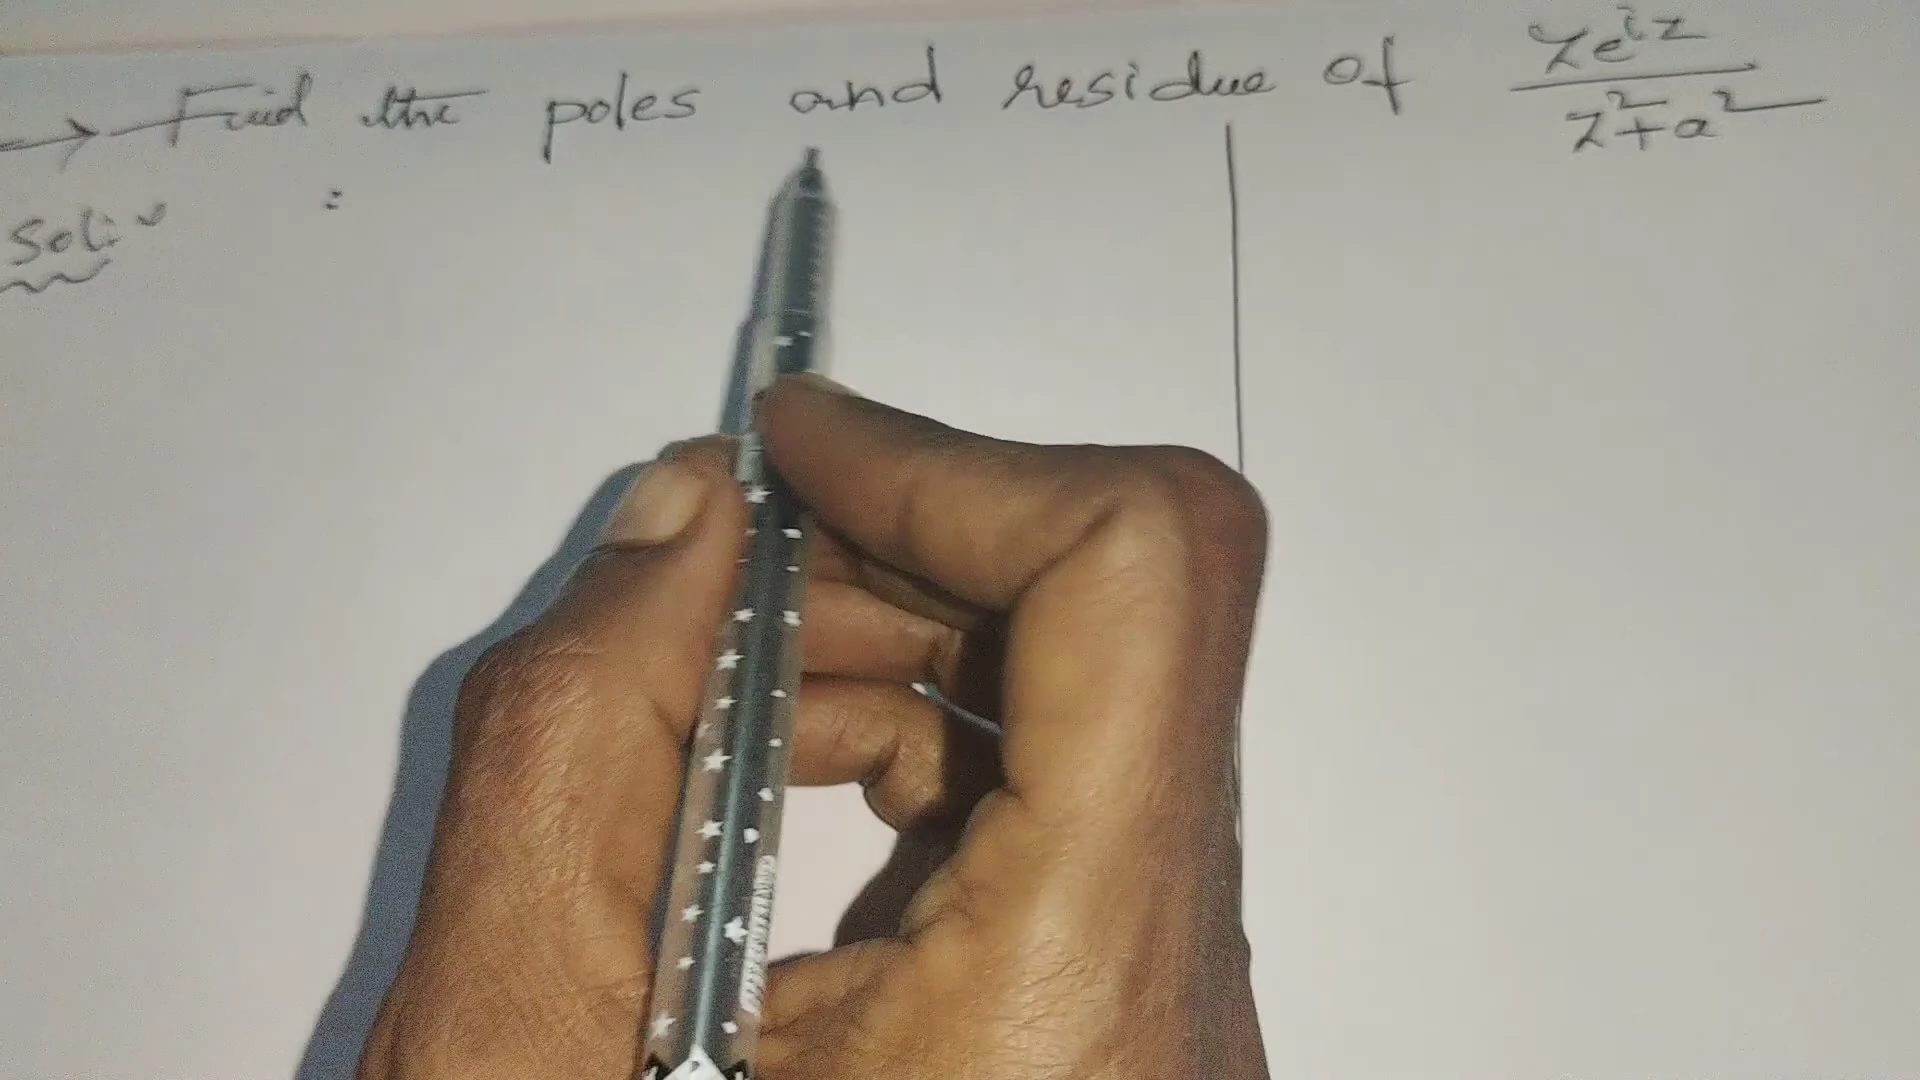 → Find the poles and residue of ze^{iz}/z²+a²
Sol: